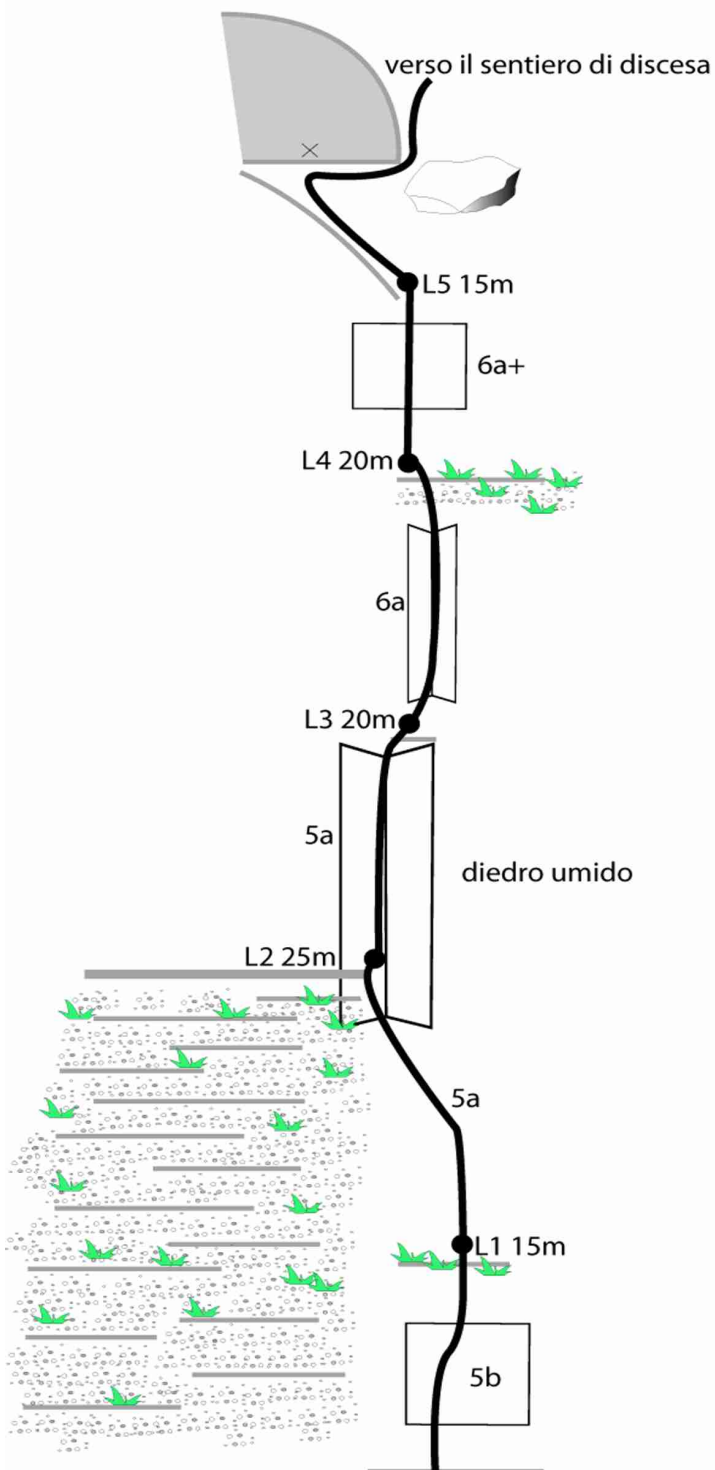 verso il sentiero di discesa
L5 15m
6a+
L4 20m
6a
L3 20m
5a
diedro umido
L2 25m
5a
L1 15m
5b